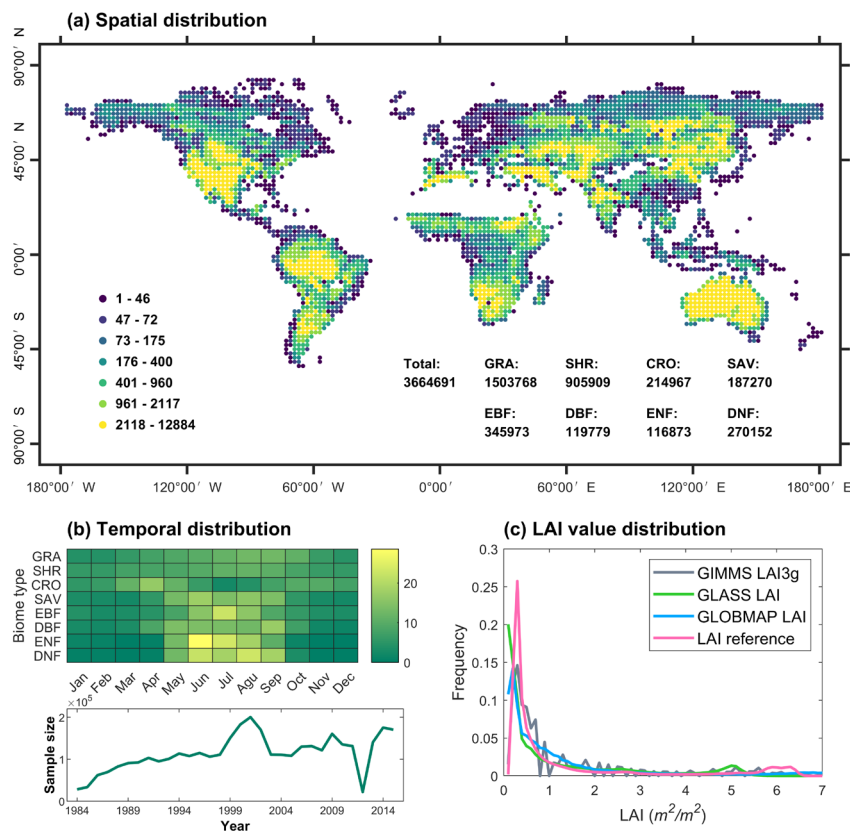 (a) Spatial distribution
90°00′ N
45°00′ N
0°00′
45°00′ S
90°00′ S
1 - 46
47 - 72
73 - 175
176 - 400
401 - 960
961 - 2117
2118 - 12884
Total: GRA: SHR: CRO: SAV:
3664691 1503768 905909 214967 187270
EBF: DBF: ENF: DNF:
345973 119779 116873 270152
180°00′ W 120°00′ W 60°00′ W 0°00′ 60°00′ E 120°00′ E 180°00′ E
(b) Temporal distribution
Biome type
GRA
SHR
CRO
SAV
EBF
DBF
ENF
DNF
Jan Feb Mar Apr May Jun Jul Agu Sep Oct Nov Dec
20
10
0
×10⁵
Sample size
2
1
0
1984 1989 1994 1999 2004 2009 2014
Year
(c) LAI value distribution
Frequency
0.3
0.25
0.2
0.15
0.1
0.05
0
GIMMS LAI3g
GLASS LAI
GLOBMAP LAI
LAI reference
0 1 2 3 4 5 6 7
LAI (m²/m²)